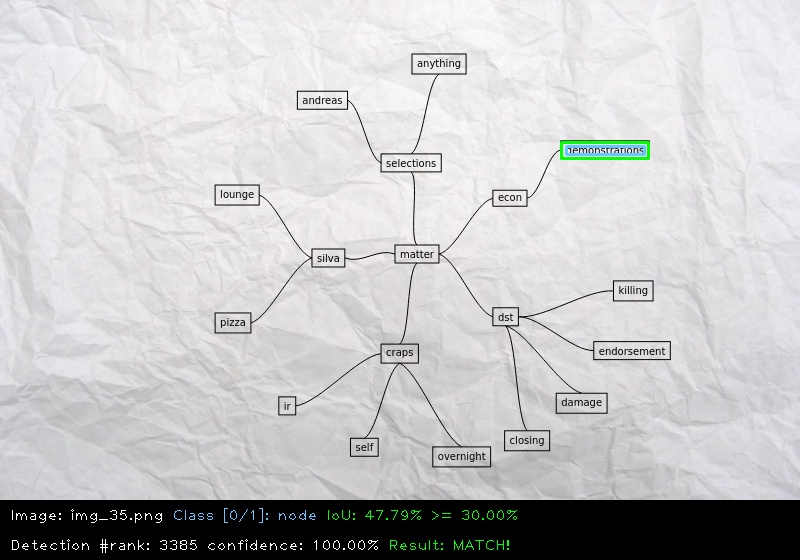 anything
andreas
demonstrations
selections
lounge
econ
matter
silva
killing
pizza
dst
endorsement
craps
damage
ir
closing
self
overnight
Image: img_35.png Class [0/1]: node IoU: 47.79% >= 30.00%
Detection #rank: 3385 confidence: 100.00% Result: MATCH!